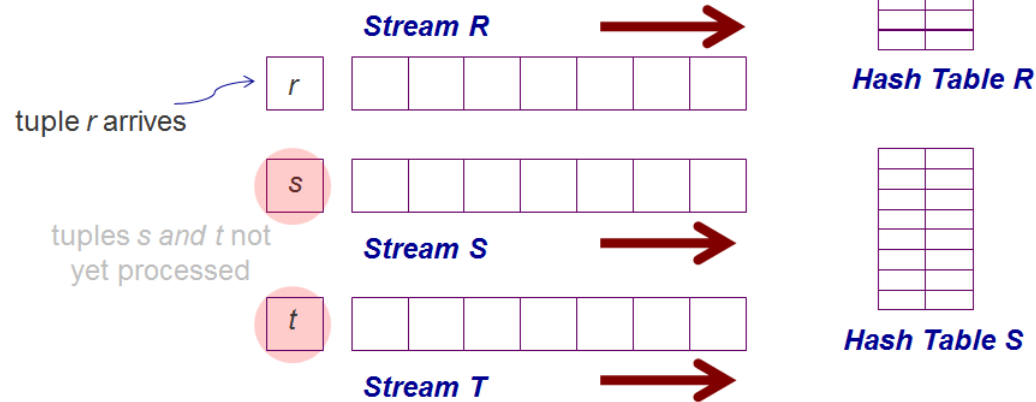 Stream R
Hash Table R
r
tuple r arrives
s
tuples s and t not
yet processed
Stream S
t
Hash Table S
Stream T